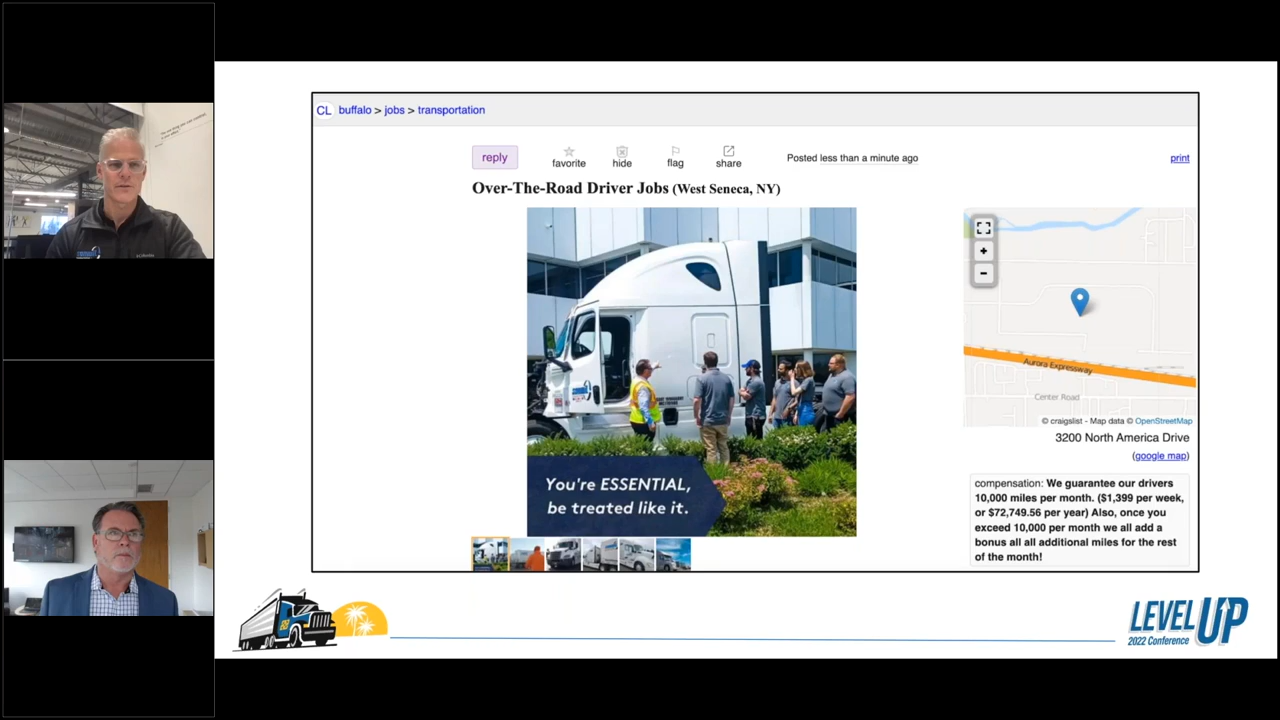 CL buffalo > jobs > transportation
reply
favorite
hide
flag
share
Posted less than a minute ago
print
Over-The-Road Driver Jobs (West Seneca, NY)
You're ESSENTIAL,
be treated like it.
+
−
Aurora Expressway
Center Road
© craigslist - Map data © OpenStreetMap
3200 North America Drive
(google map)
compensation: We guarantee our drivers
10,000 miles per month. ($1,399 per week,
or $72,749.56 per year) Also, once you
exceed 10,000 per month we all add a
bonus all all additional miles for the rest
of the month!
LEVEL UP
2022 Conference